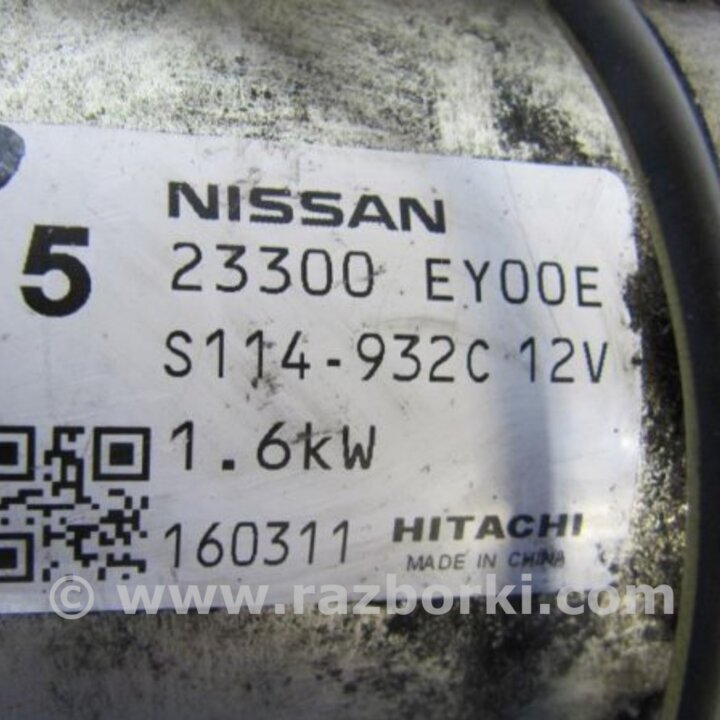 NISSAN
5
23300 EY00E
S114-932C 12V
1.6kW
160311 HITACHI
MADE IN CHINA
© www.razborki.com